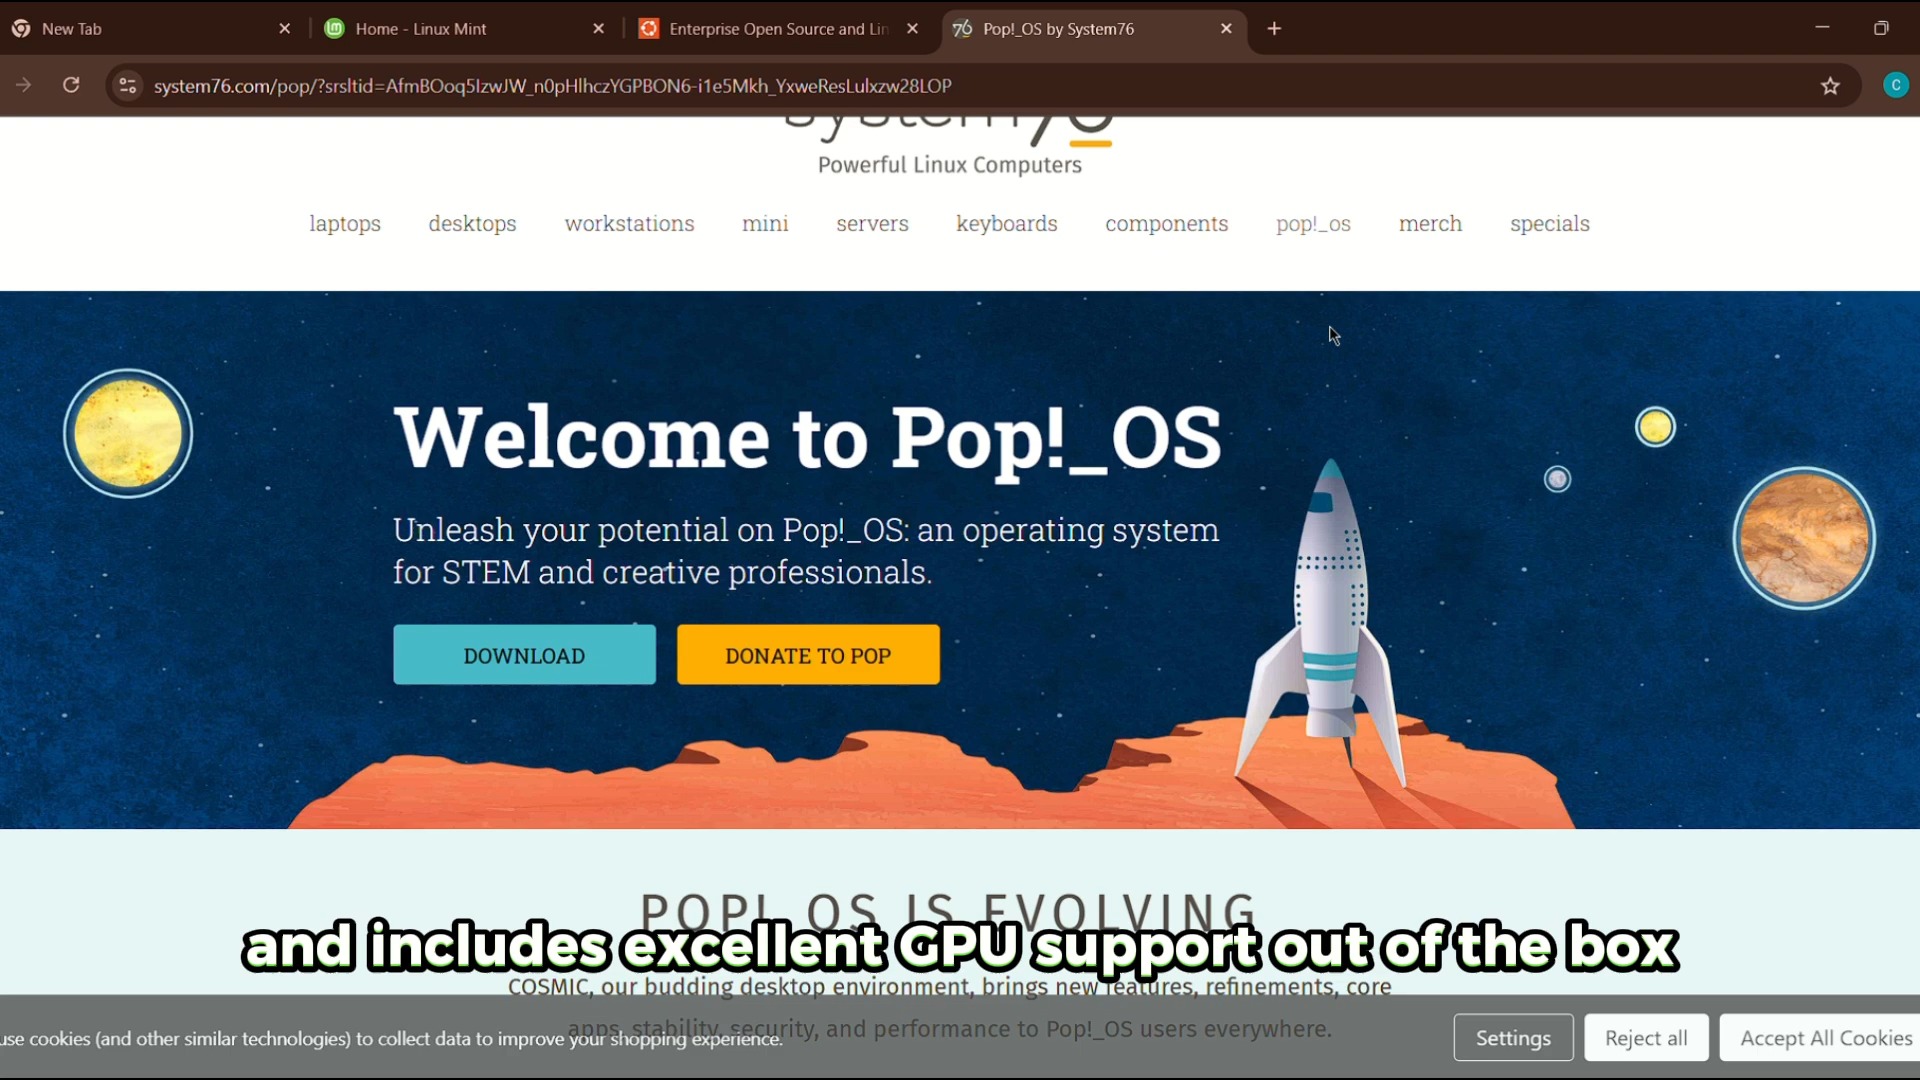 New Tab
Home - Linux Mint
Enterprise Open Source and Lin
76 Pop!_OS by System76
system76.com/pop/?srsltid=AfmBOoq5IzwJW_n0pHlhczYGPBON6-i1e5Mkh_YxweResLulxzw28LOP
C
system76
Powerful Linux Computers
laptops desktops workstations mini servers keyboards components pop!_os merch specials
Welcome to Pop!_OS
Unleash your potential on Pop!_OS: an operating system
for STEM and creative professionals.
DOWNLOAD
DONATE TO POP
POP!_OS IS EVOLVING
and includes excellent GPU support out of the box
COSMIC, our budding desktop environment, brings new features, refinements, core
apps, stability, security, and performance to Pop!_OS users everywhere.
use cookies (and other similar technologies) to collect data to improve your shopping experience.
Settings
Reject all
Accept All Cookies